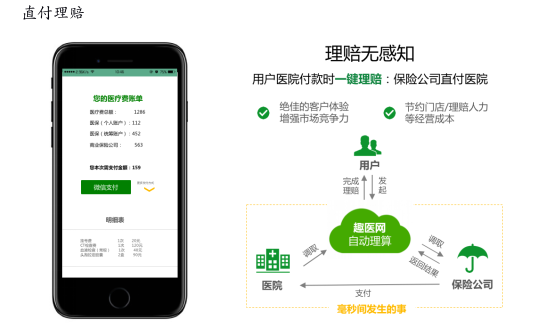 直付理赔
您的医疗费账单
医疗费总额： 1286
医保（个人账户）：112
医保（统筹账户）：452
商业保险公司： 563
您本次需支付金额：159
微信支付
明细表
理赔无感知
用户医院付款时一键理赔：保险公司直付医院
绝佳的客户体验
增强市场竞争力
节约门店/理赔人力
等经营成本
用户
完成
理赔
发
起
趣医网
自动理算
调取
调取
返回结果
医院
保险公司
支付
毫秒间发生的事